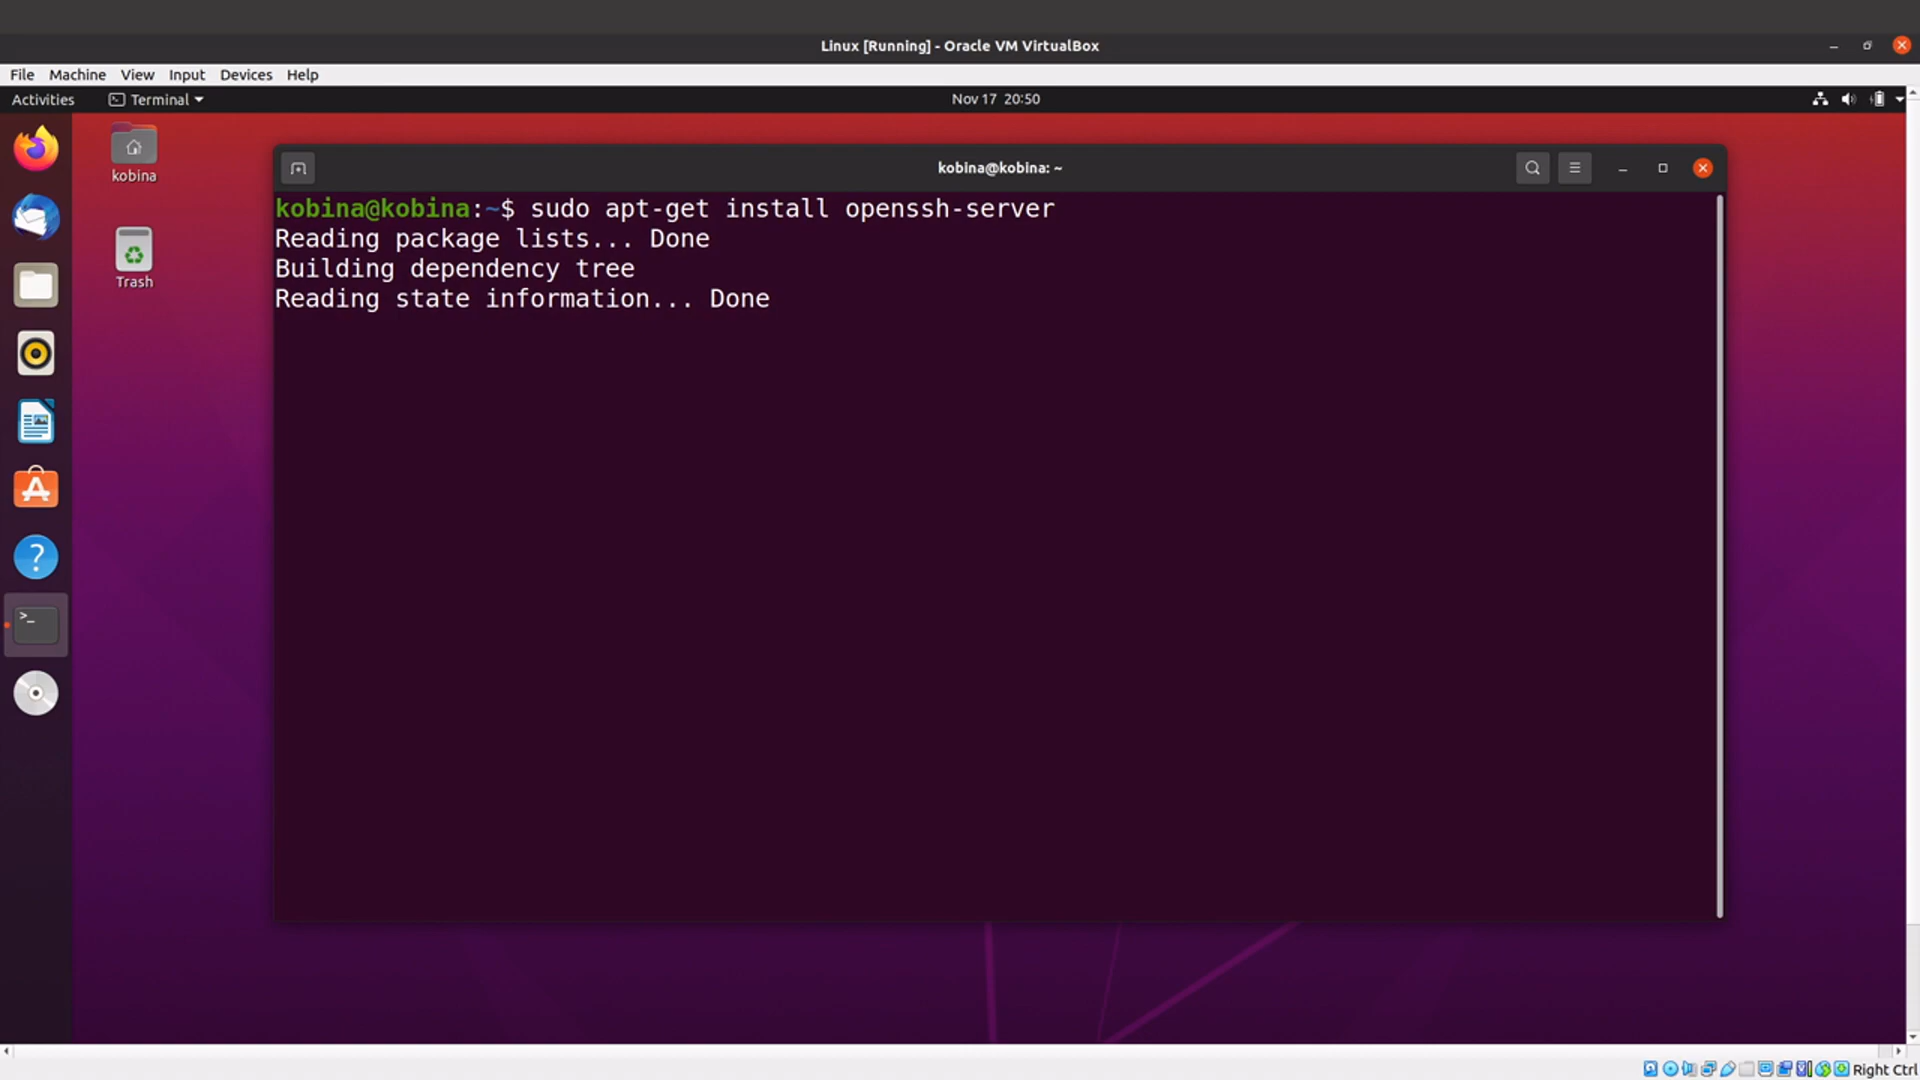 Linux [Running] - Oracle VM VirtualBox
File Machine View Input Devices Help
Activities Terminal Nov 17 20:50
kobina
Trash
kobina@kobina: ~
kobina@kobina:~$ sudo apt-get install openssh-server
Reading package lists... Done
Building dependency tree
Reading state information... Done
Right Ctrl